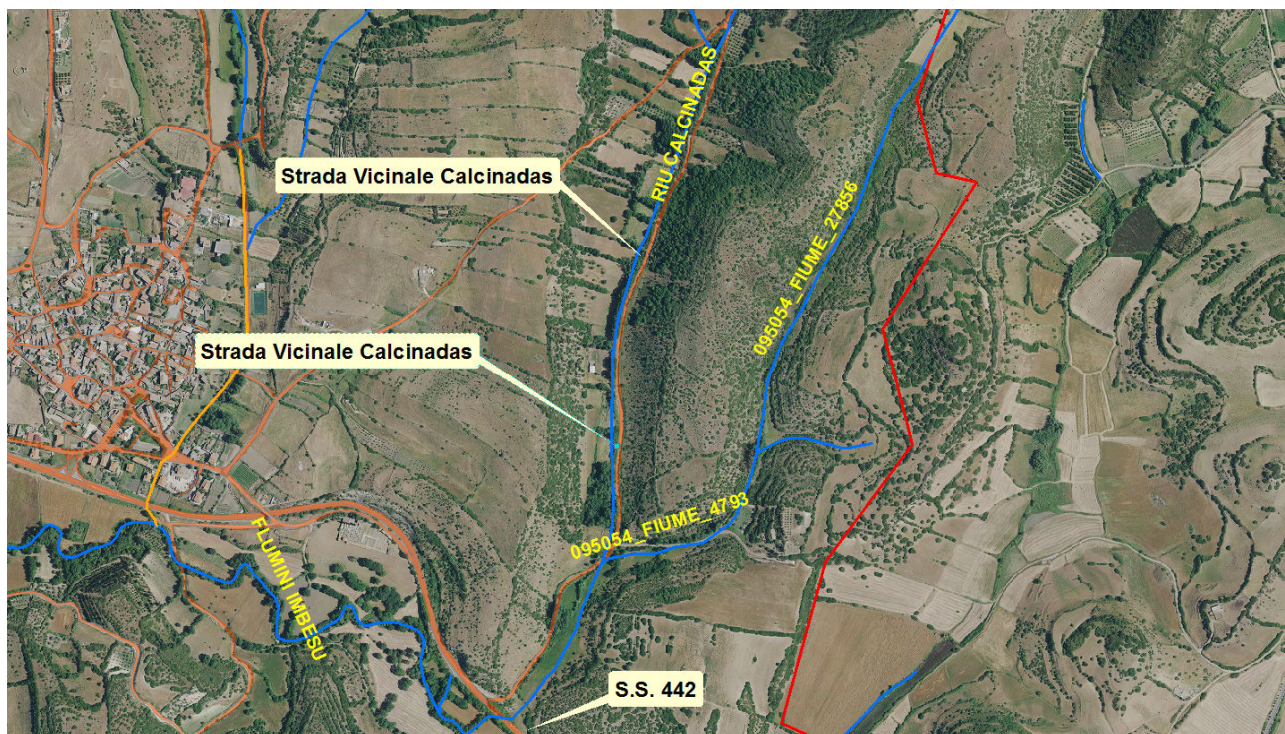 RIU CALCINADAS
Strada Vicinale Calcinadas
095054_FIUME_27856
Strada Vicinale Calcinadas
095054_FIUME_4793
FLUMINI IMBESU
S.S. 442